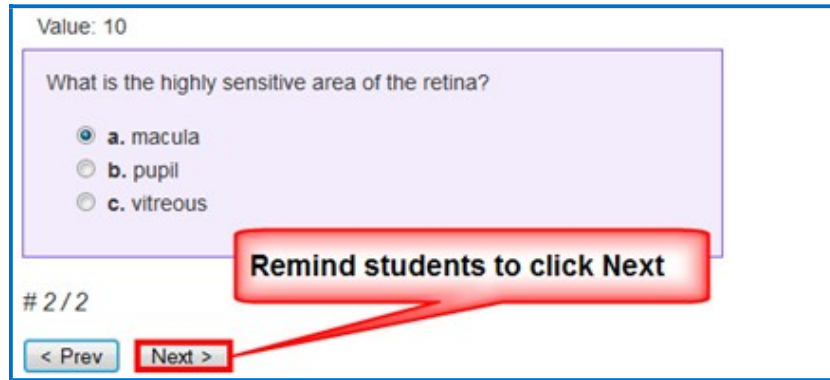 Value: 10
What is the highly sensitive area of the retina?
a. macula
b. pupil
c. vitreous
Remind students to click Next
# 2 / 2
< Prev Next >